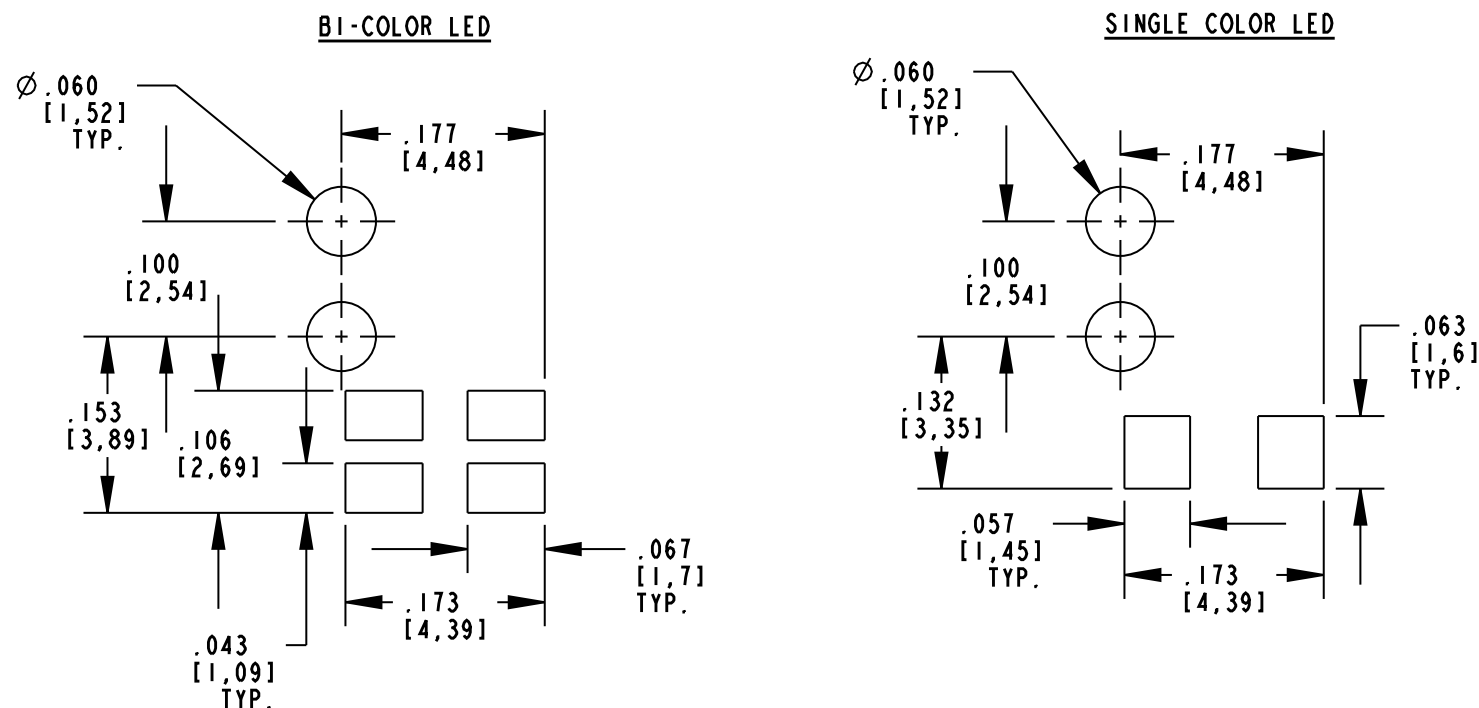 BI-COLOR LED
Ø .060
[1,52]
TYP.
.177
[4,48]
.100
[2,54]
.153
[3,89]
.106
[2,69]
.067
[1,7]
TYP.
.173
[4,39]
.043
[1,09]
TYP.
SINGLE COLOR LED
Ø .060
[1,52]
TYP.
.177
[4,48]
.100
[2,54]
.063
[1,6]
TYP.
.132
[3,35]
.057
[1,45]
TYP.
.173
[4,39]